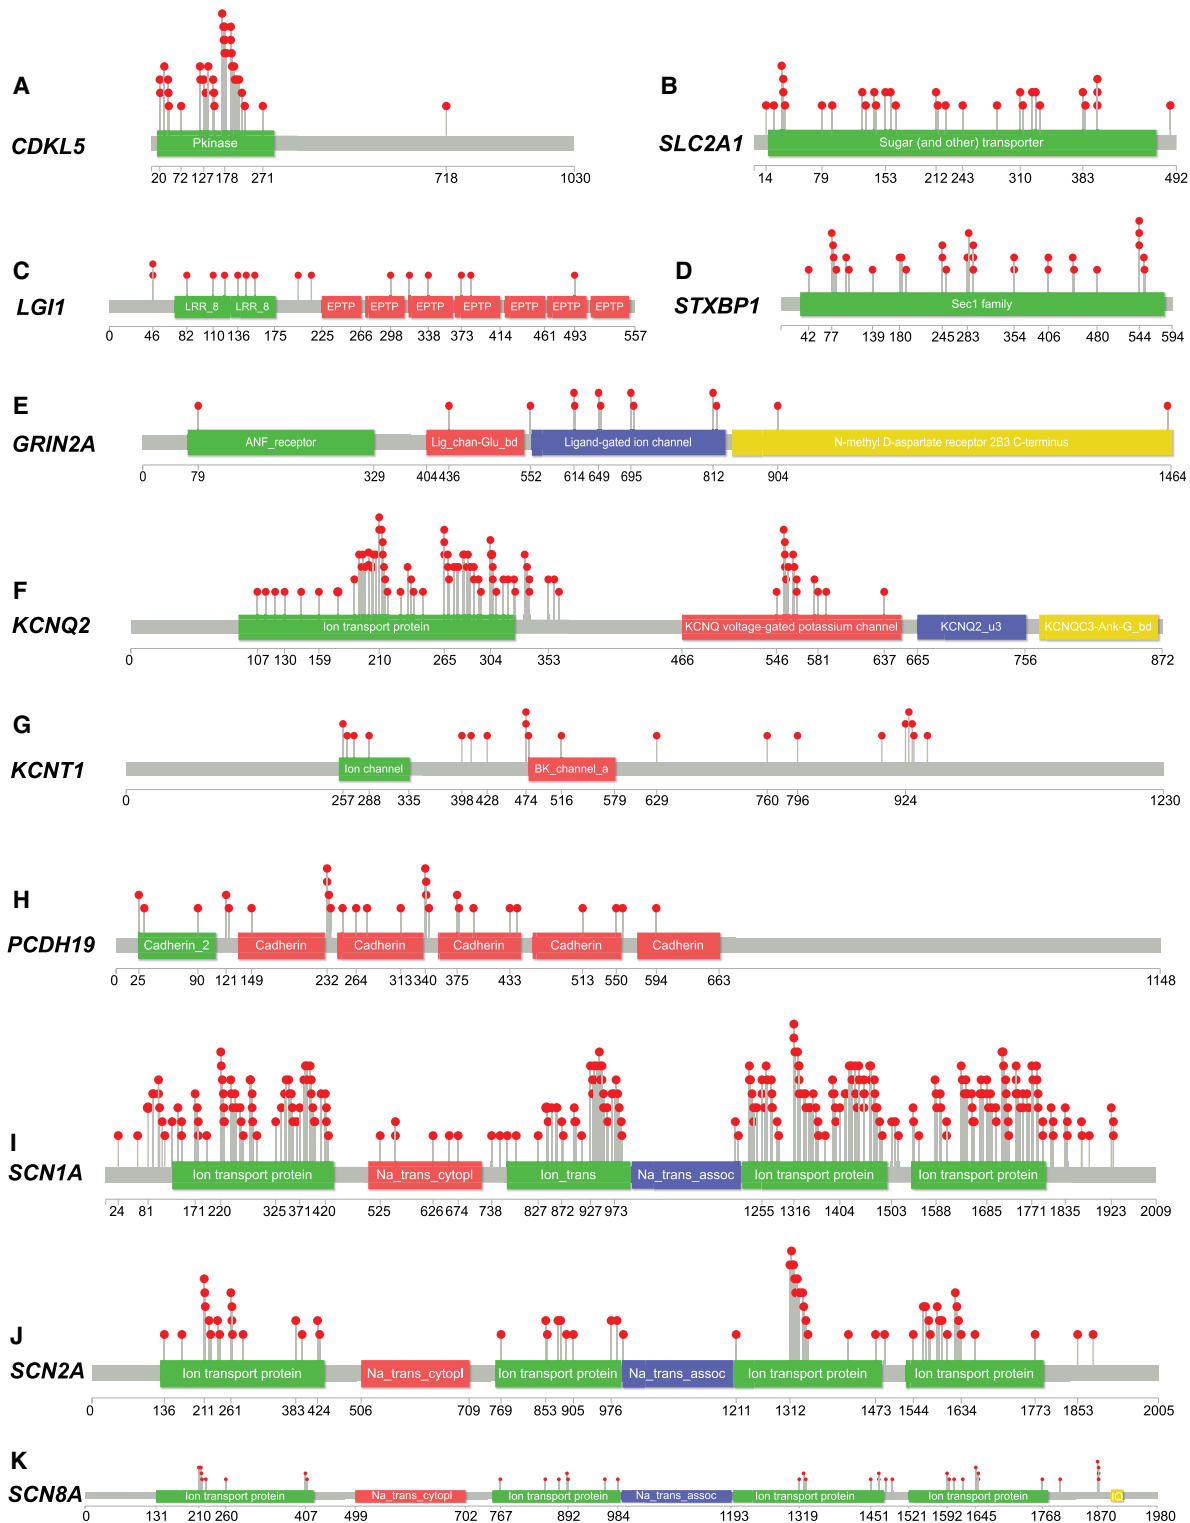 A
CDKL5
Pkinase
20 72 127 178 271 718 1030
B
SLC2A1
Sugar (and other) transporter
14 79 153 212 243 310 383 492
C
LGI1
LRR_8 LRR_8 EPTP EPTP EPTP EPTP EPTP EPTP EPTP
0 46 82 110 136 175 225 266 298 338 373 414 461 493 557
D
STXBP1
Sec1 family
42 77 139 180 245 283 354 406 480 544 594
E
GRIN2A
ANF_receptor Lig_chan-Glu_bd Ligand-gated ion channel N-methyl D-aspartate receptor 2B3 C-terminus
0 79 329 404 436 552 614 649 695 812 904 1464
F
KCNQ2
Ion transport protein KCNQ voltage-gated potassium channel KCNQ2_u3 KCNQC3-Ank-G_bd
0 107 130 159 210 265 304 353 466 546 581 637 665 756 872
G
KCNT1
Ion channel BK_channel_a
0 257 288 335 398 428 474 516 579 629 760 796 924 1230
H
PCDH19
Cadherin_2 Cadherin Cadherin Cadherin Cadherin Cadherin
0 25 90 121 149 232 264 313 340 375 433 513 550 594 663 1148
I
SCN1A
Ion transport protein Na_trans_cytopl Ion_trans Na_trans_assoc Ion transport protein Ion transport protein
24 81 171 220 325 371 420 525 626 674 738 827 872 927 973 1255 1316 1404 1503 1588 1685 1771 1835 1923 2009
J
SCN2A
Ion transport protein Na_trans_cytopl Ion transport protein Na_trans_assoc Ion transport protein Ion transport protein
0 136 211 261 383 424 506 709 769 853 905 976 1211 1312 1473 1544 1634 1773 1853 2005
K
SCN8A
Ion transport protein Na_trans_cytopl Ion transport protein Na_trans_assoc Ion transport protein Ion transport protein IQ
0 131 210 260 407 499 702 767 892 984 1193 1319 1451 1521 1592 1645 1768 1870 1980